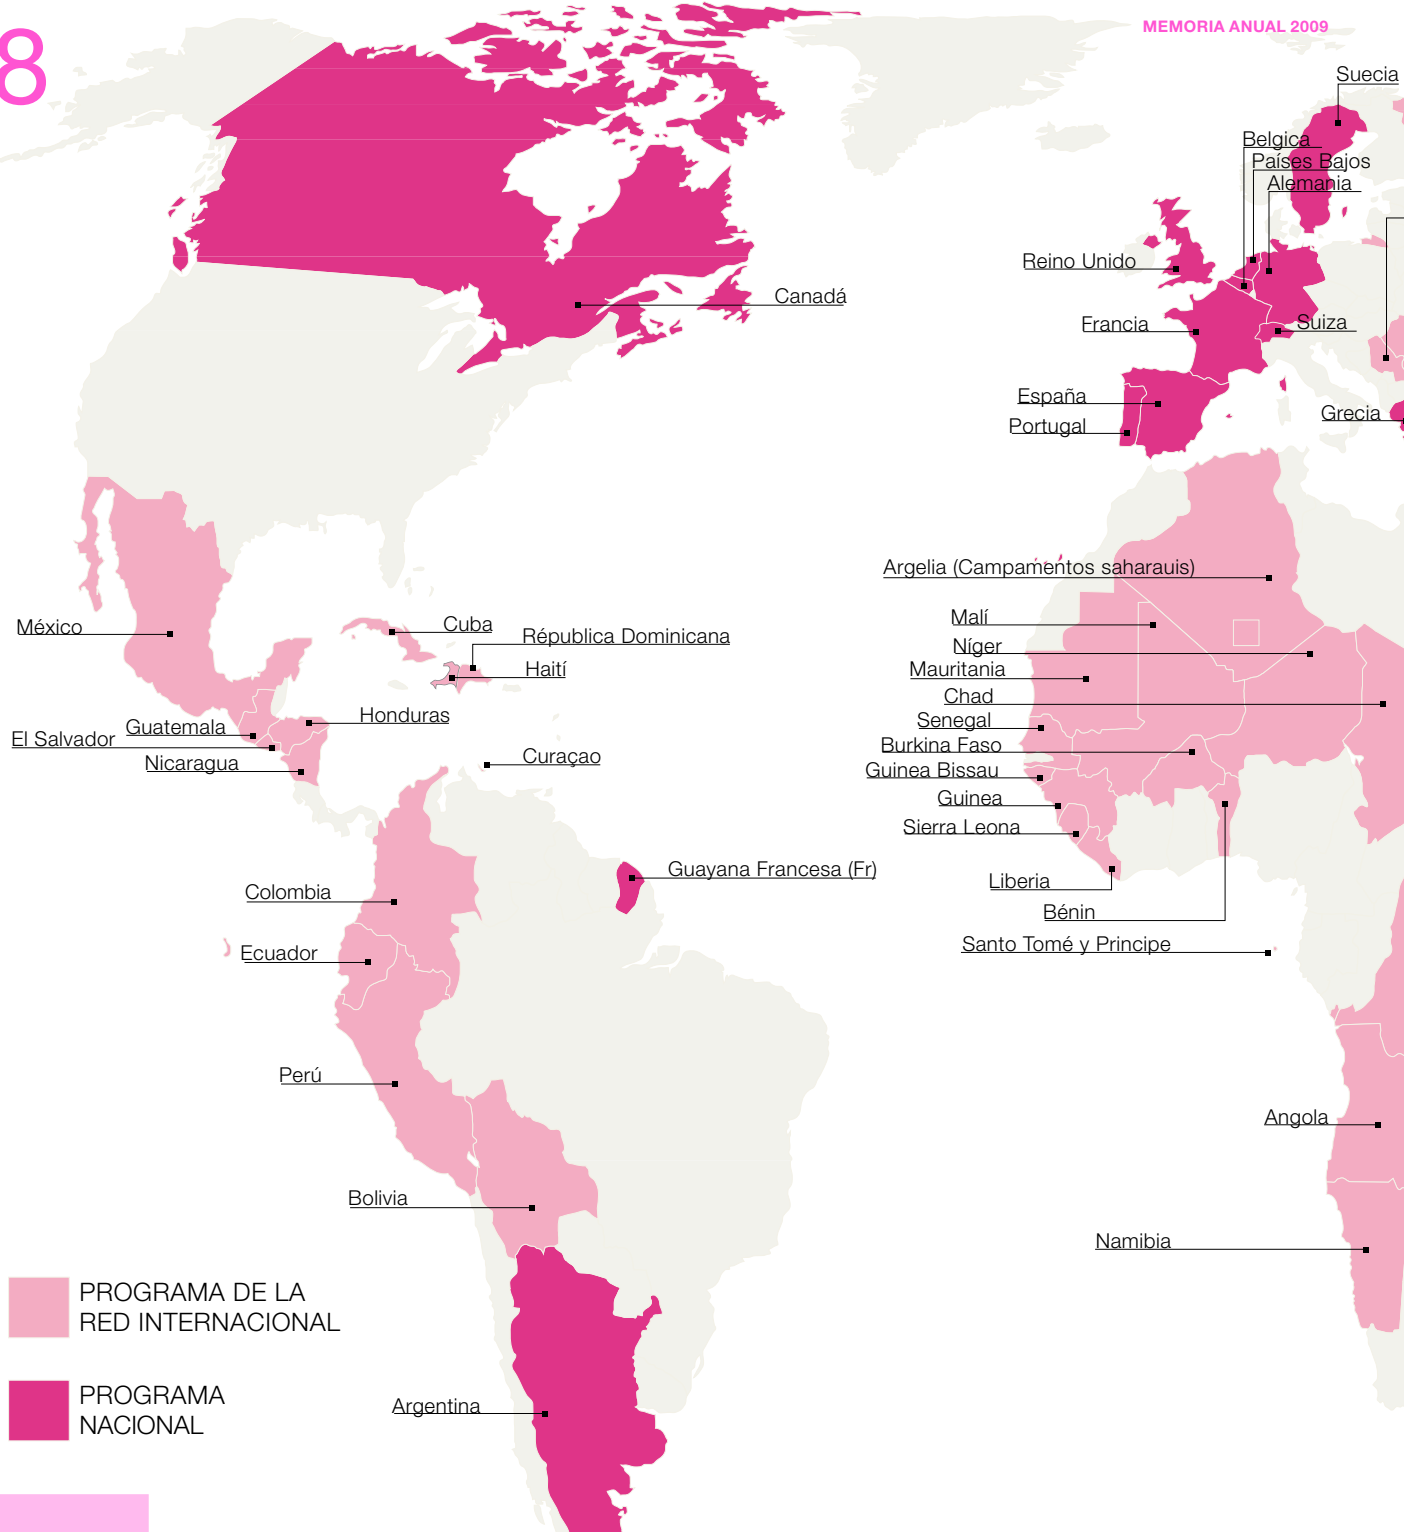 8
MEMORIA ANUAL 2009
Suecia
Belgica
Países Bajos
Alemania
Reino Unido
Canadá
Francia
Suiza
España
Grecia
Portugal
Argelia (Campamentos saharauis)
México
Cuba
Républica Dominicana
Haití
Malí
Níger
Mauritania
Chad
Senegal
Burkina Faso
Guinea Bissau
Guinea
Sierra Leona
Liberia
Bénin
Santo Tomé y Principe
Honduras
Guatemala
El Salvador
Nicaragua
Curaçao
Guayana Francesa (Fr)
Colombia
Ecuador
Perú
Angola
Bolivia
Namibia
PROGRAMA DE LA
RED INTERNACIONAL
PROGRAMA
NACIONAL
Argentina